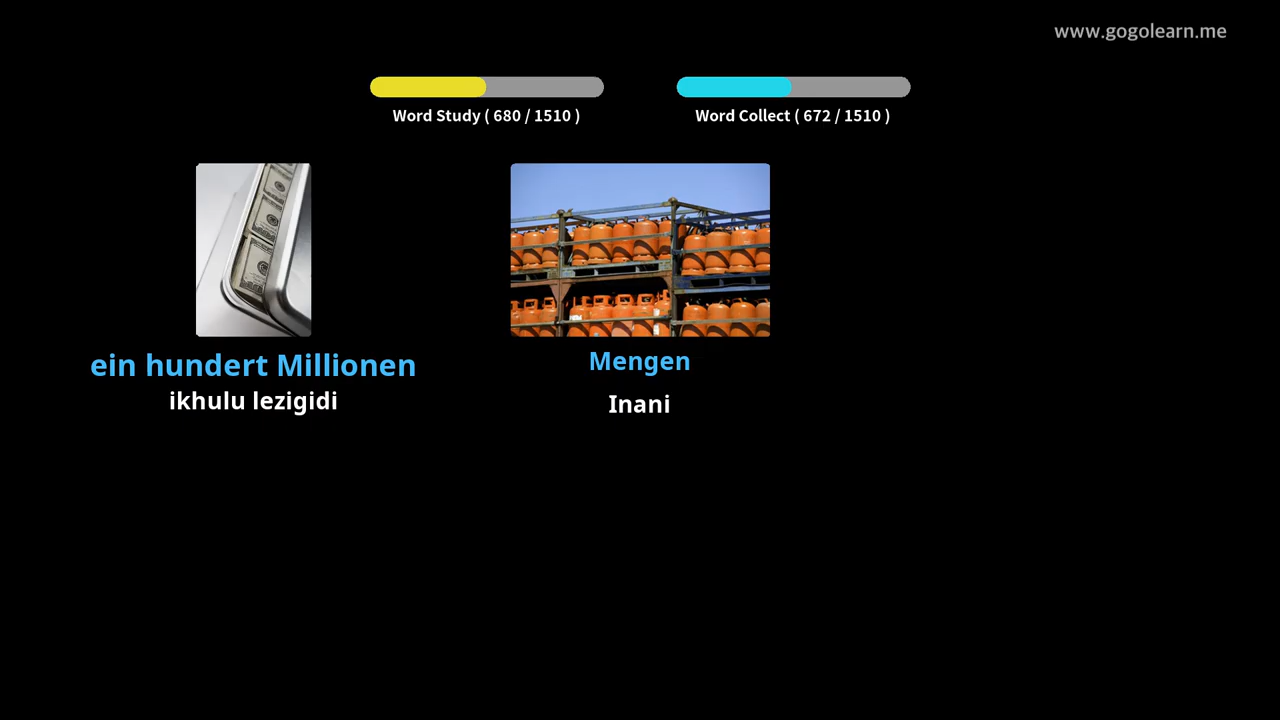 www.gogolearn.me
Word Study ( 680 / 1510 )
Word Collect ( 672 / 1510 )
ein hundert Millionen
ikhulu lezigidi
Mengen
Inani